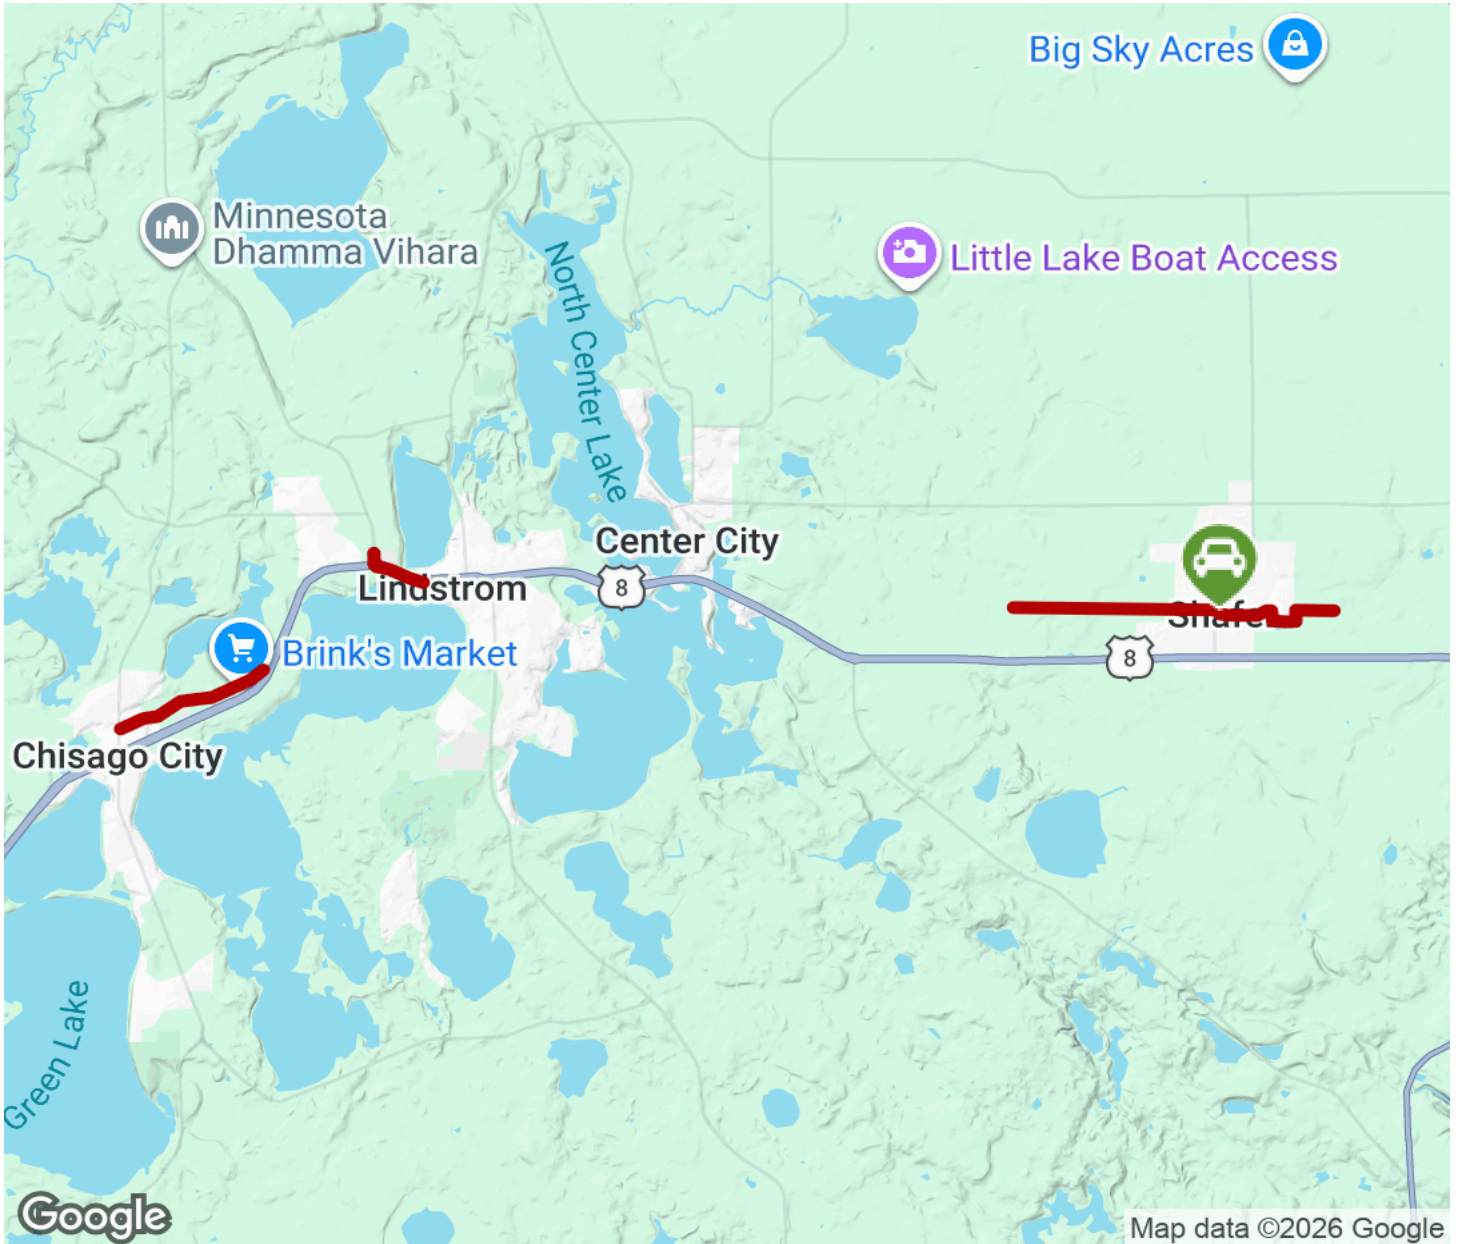 Big Sky Acres
Minnesota
Dhamma Vihara
Little Lake Boat Access
North Center Lake
Center City
Lindstrom
8
Brink's Market
8
Chisago City
Green Lake
Google
Map data ©2026 Google